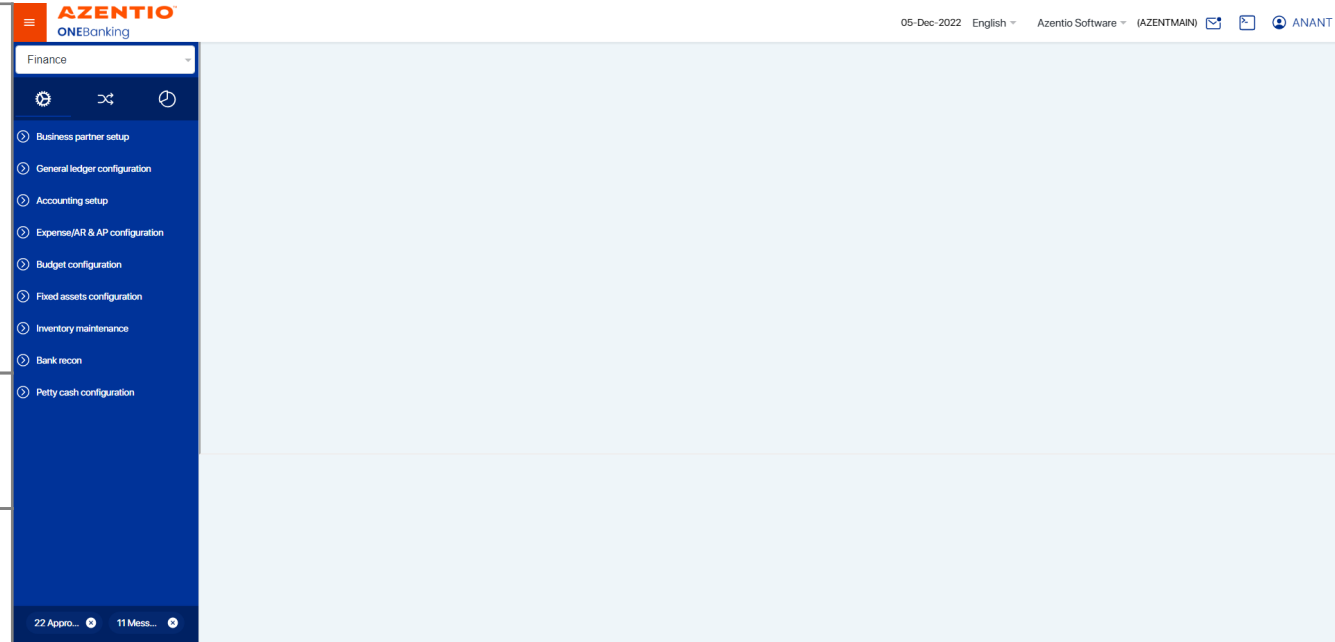 AZENTIO
ONEBanking
05-Dec-2022 English Azentio Software (AZENTMAIN) ANANT
Finance
Business partner setup
General ledger configuration
Accounting setup
Expense/AR & AP configuration
Budget configuration
Fixed assets configuration
Inventory maintenance
Bank recon
Petty cash configuration
22 Appro... 11 Mess...